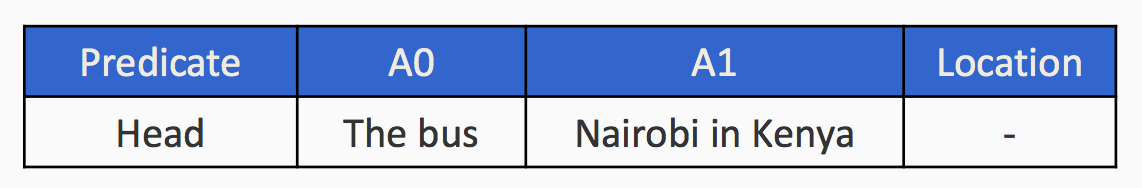 Predicate A0 A1 Location
Head The bus Nairobi in Kenya -